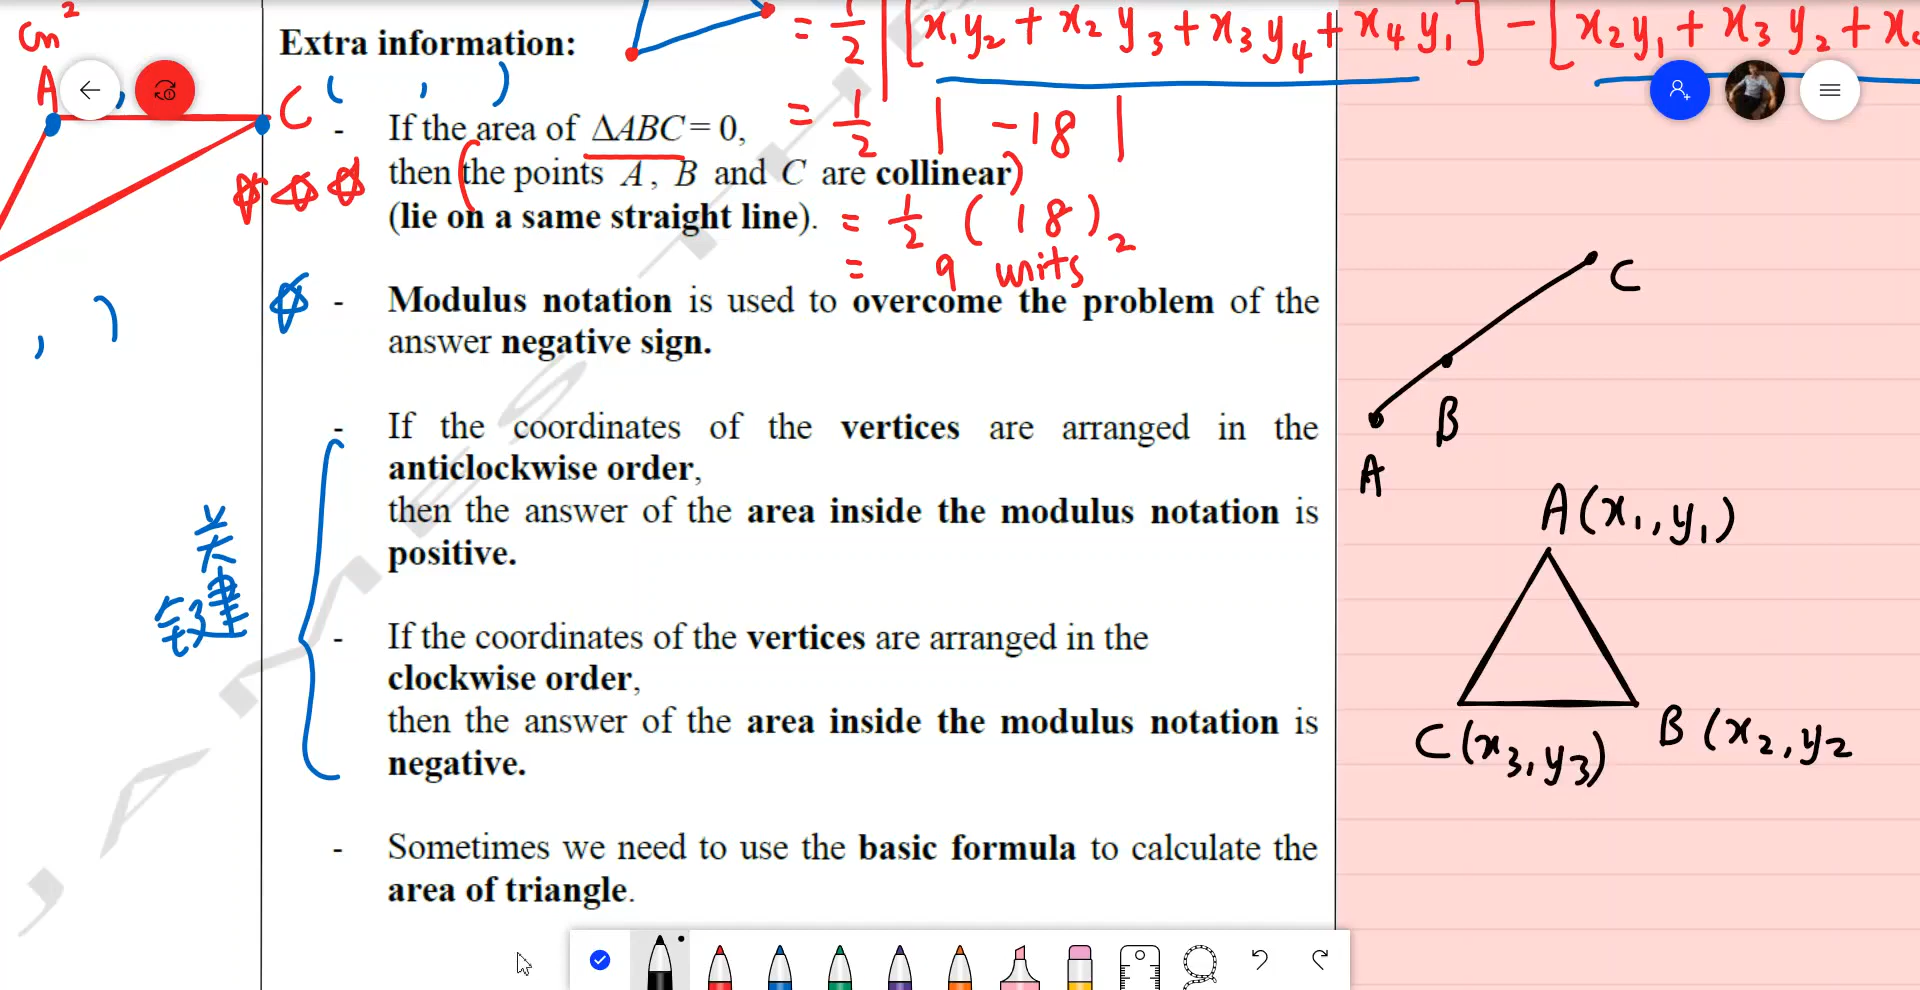 cm²
= 1/2 |[x₁y₂ + x₂y₃ + x₃y₄ + x₄y₁] - [x₂y₁ + x₃y₂ +
Extra information:
A
C
( , )
= 1/2 | -18 |
- If the area of ΔABC = 0,
then the points A, B and C are collinear
(lie on a same straight line).
= 1/2 (18)
= 9 units²
- Modulus notation is used to overcome the problem of the
answer negative sign.
, )
- If the coordinates of the vertices are arranged in the
anticlockwise order,
then the answer of the area inside the modulus notation is
positive.
关
键
- If the coordinates of the vertices are arranged in the
clockwise order,
then the answer of the area inside the modulus notation is
negative.
- Sometimes we need to use the basic formula to calculate the
area of triangle.
C
B
A
A(x₁, y₁)
C(x₃, y₃)
B(x₂, y₂